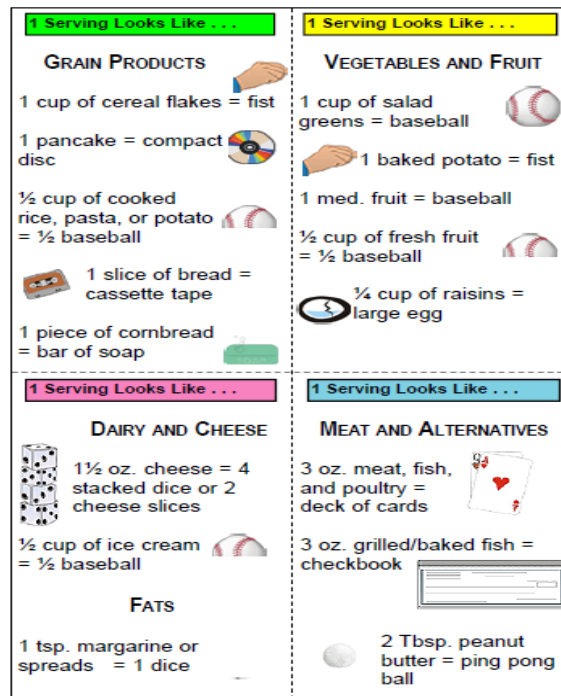 1 Serving Looks Like . . .
GRAIN PRODUCTS
1 cup of cereal flakes = fist
1 pancake = compact
disc
½ cup of cooked
rice, pasta, or potato
= ½ baseball
1 slice of bread =
cassette tape
1 piece of cornbread
= bar of soap
1 Serving Looks Like . . .
VEGETABLES AND FRUIT
1 cup of salad
greens = baseball
1 baked potato = fist
1 med. fruit = baseball
½ cup of fresh fruit
= ½ baseball
¼ cup of raisins =
large egg
1 Serving Looks Like . . .
DAIRY AND CHEESE
1½ oz. cheese = 4
stacked dice or 2
cheese slices
½ cup of ice cream
= ½ baseball
FATS
1 tsp. margarine or
spreads = 1 dice
1 Serving Looks Like . . .
MEAT AND ALTERNATIVES
3 oz. meat, fish,
and poultry =
deck of cards
3 oz. grilled/baked fish =
checkbook
2 Tbsp. peanut
butter = ping pong
ball